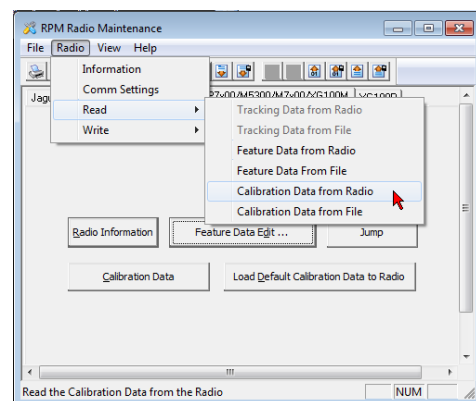 RPM Radio Maintenance
File Radio View Help
Information
Comm Settings
Read
Write
P7x00/M5300/M7x00/XG100M
Tracking Data from Radio
Tracking Data from File
Feature Data from Radio
Feature Data From File
Calibration Data from Radio
Calibration Data from File
Radio Information
Feature Data Edit ...
Jump
Calibration Data
Load Default Calibration Data to Radio
Read the Calibration Data from the Radio
NUM